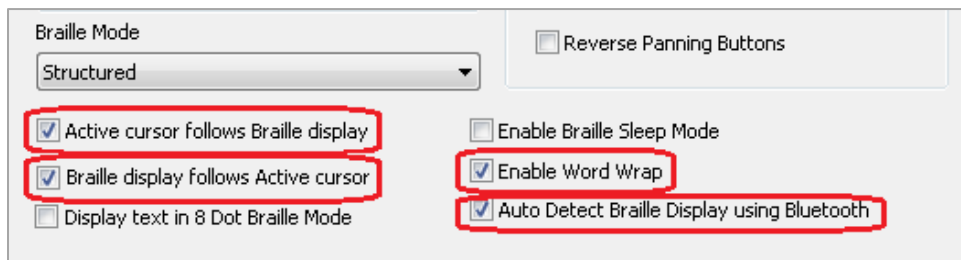 Braille Mode
Structured
Reverse Panning Buttons
Active cursor follows Braille display
Braille display follows Active cursor
Display text in 8 Dot Braille Mode
Enable Braille Sleep Mode
Enable Word Wrap
Auto Detect Braille Display using Bluetooth